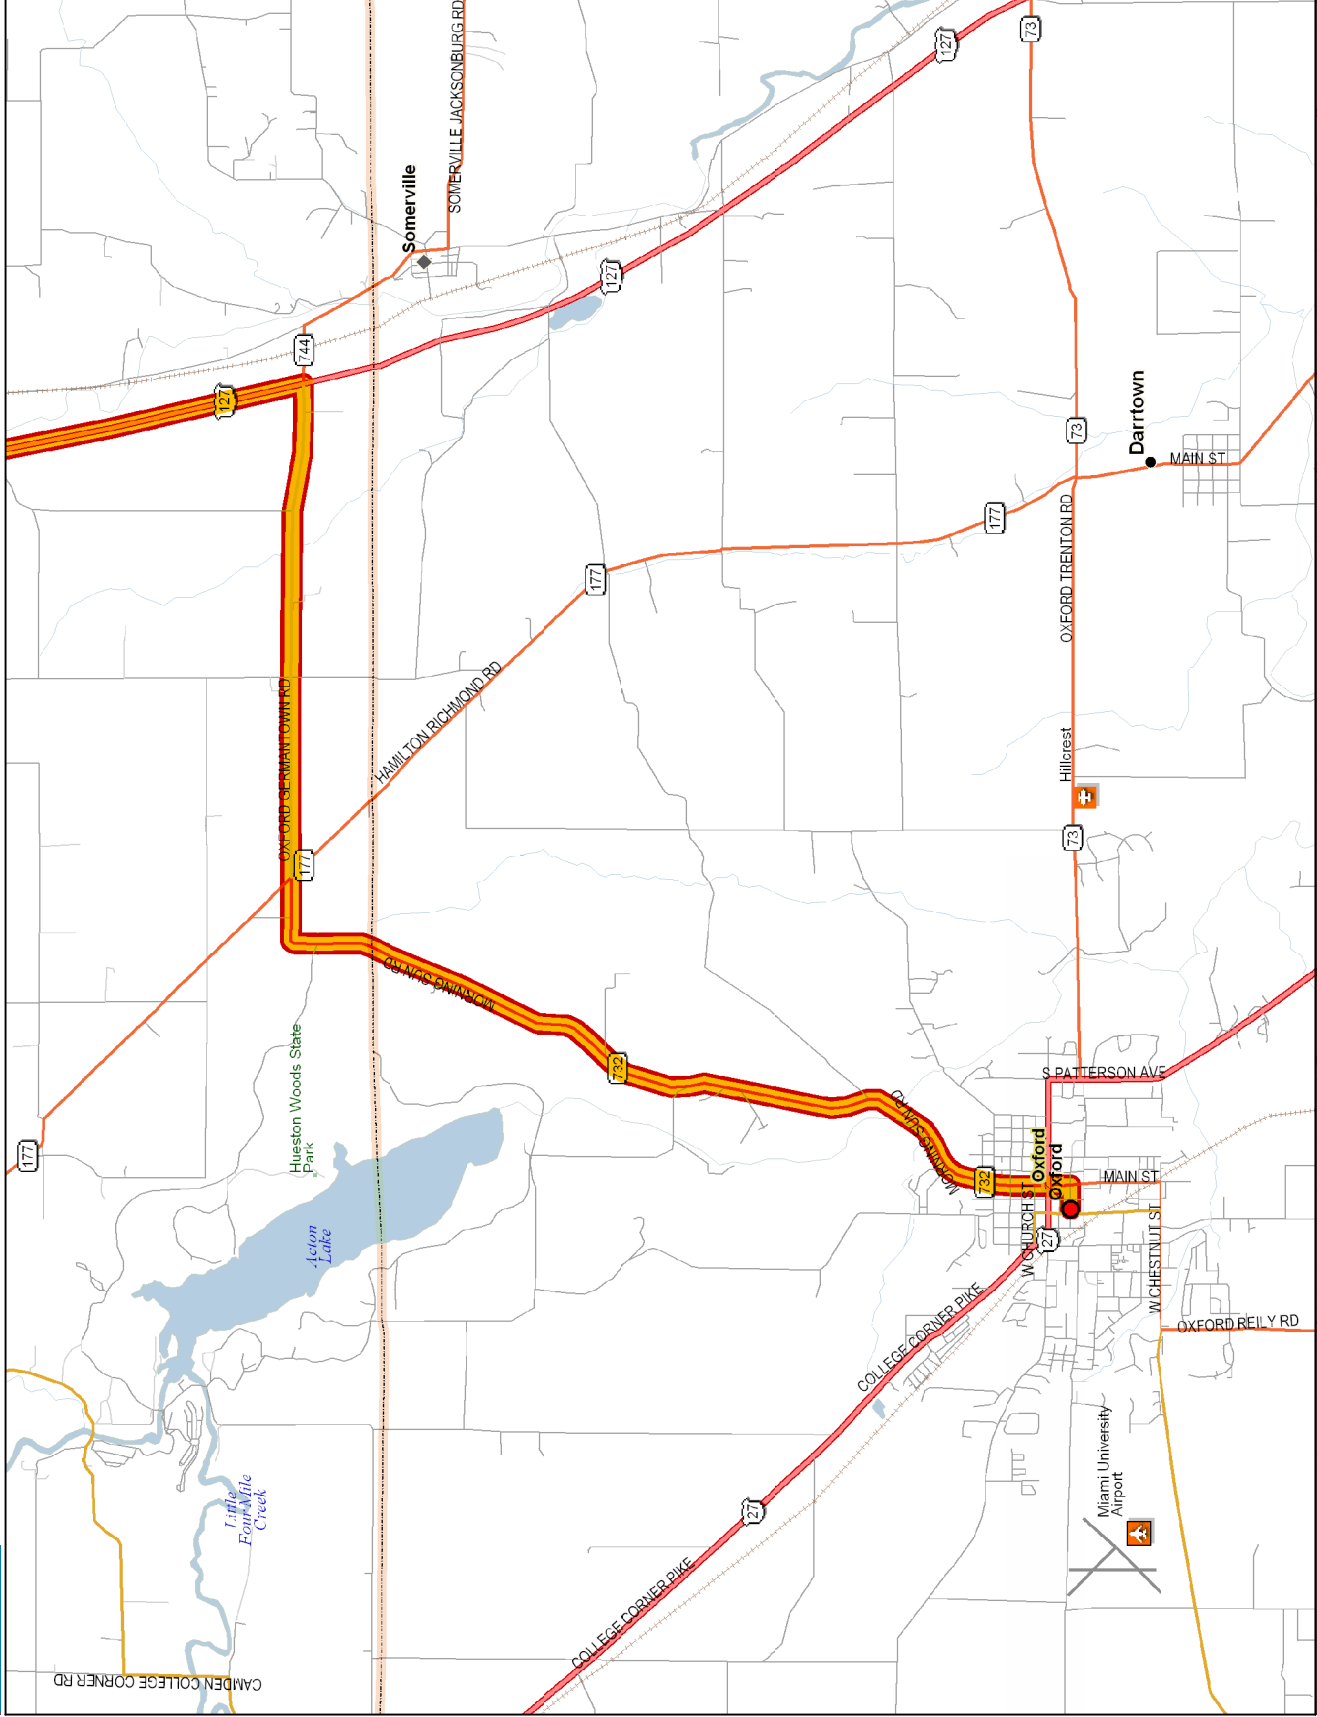 SOMERVILLE JACKSONBURG RD
127
73
Somerville
127
744
127
Darrtown
73
MAIN ST
177
OXFORD TRENTON RD
177
HAMILTON RICHMOND RD
OXFORD GERMANTOWN RD
177
Hillcrest
73
MORNING SUN RD
732
Hueston Woods State
Park
177
Acton
Lake
S PATTERSON AVE
MORNING SUN RD
732
Oxford
Oxford
MAIN ST
W CHURCH ST
27
W CHESTNUT ST
OXFORD REILY RD
COLLEGE CORNER PIKE
Miami University
Airport
27
COLLEGE CORNER PIKE
Little
Four Mile
Creek
CAMDEN COLLEGE CORNER RD